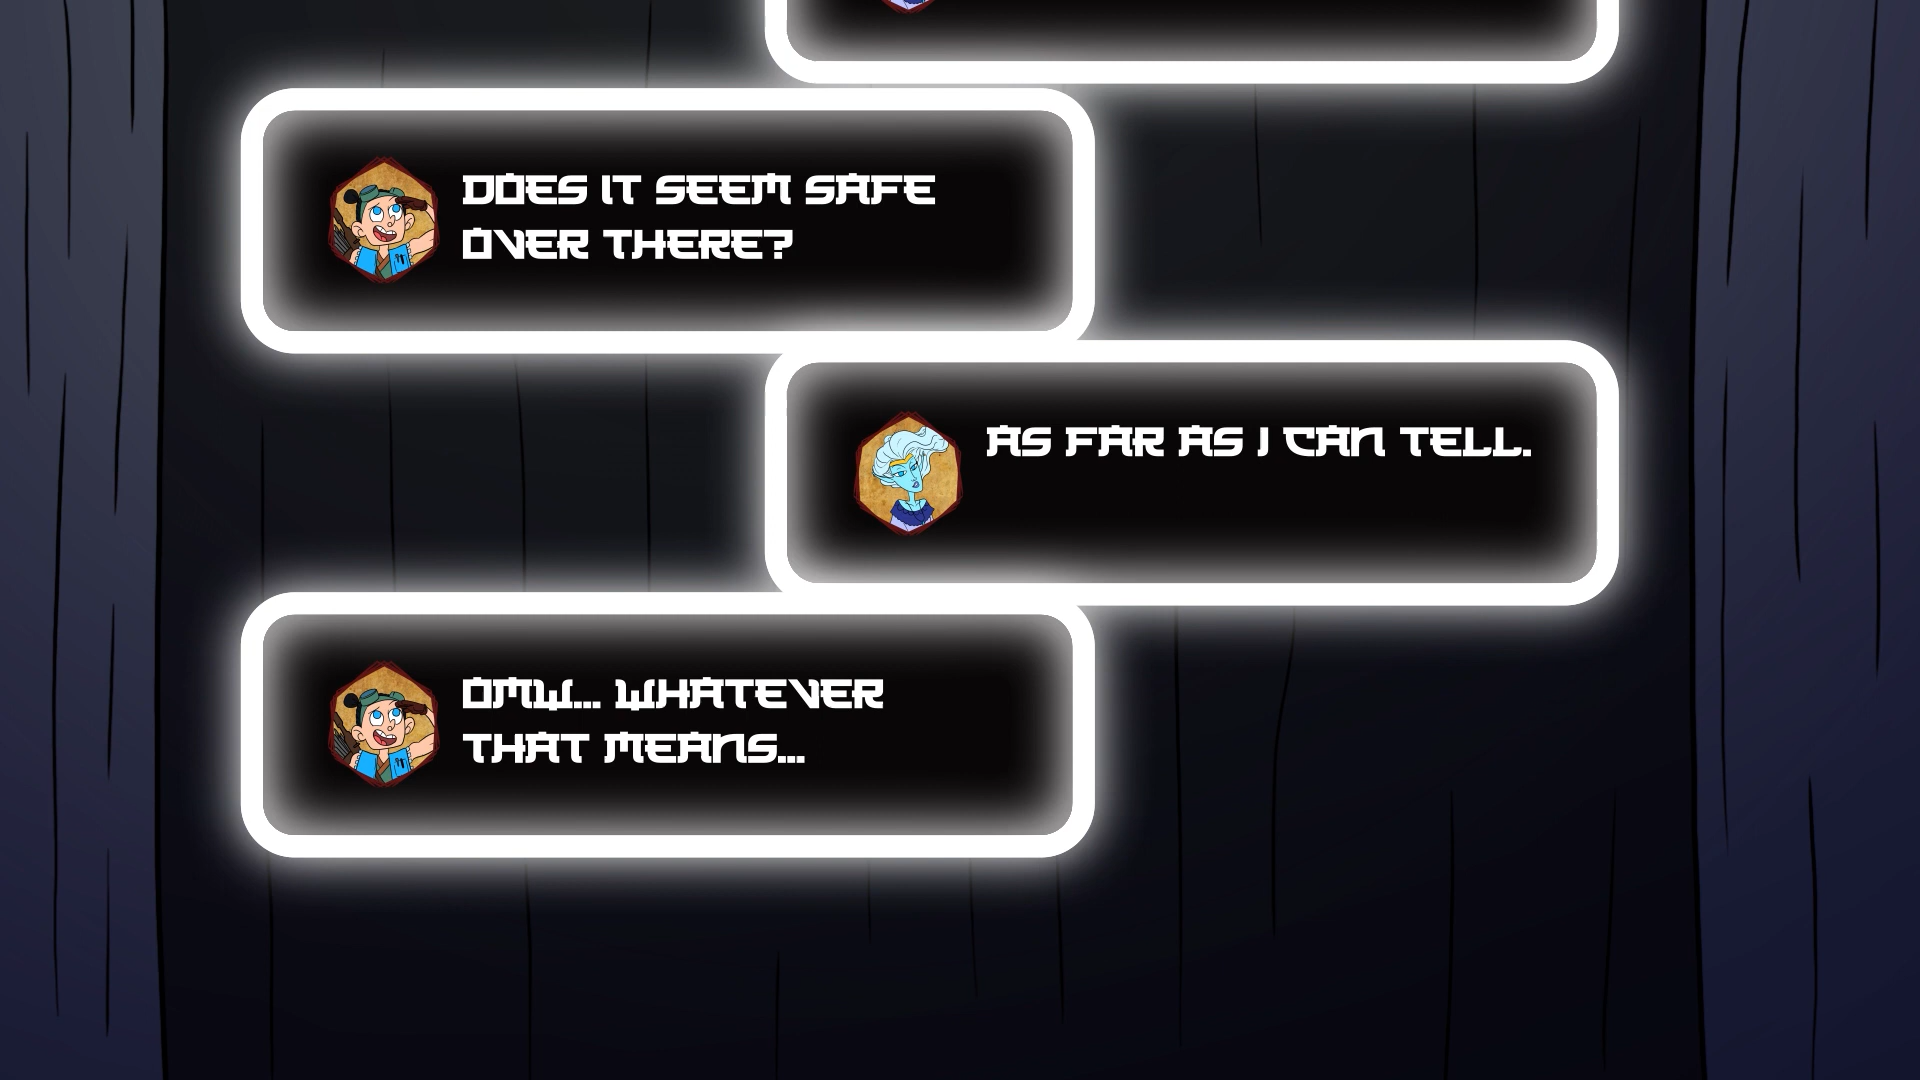 DOES IT SEEM SAFE
OVER THERE?
AS FAR AS I CAN TELL.
OMW... WHATEVER
THAT MEANS...